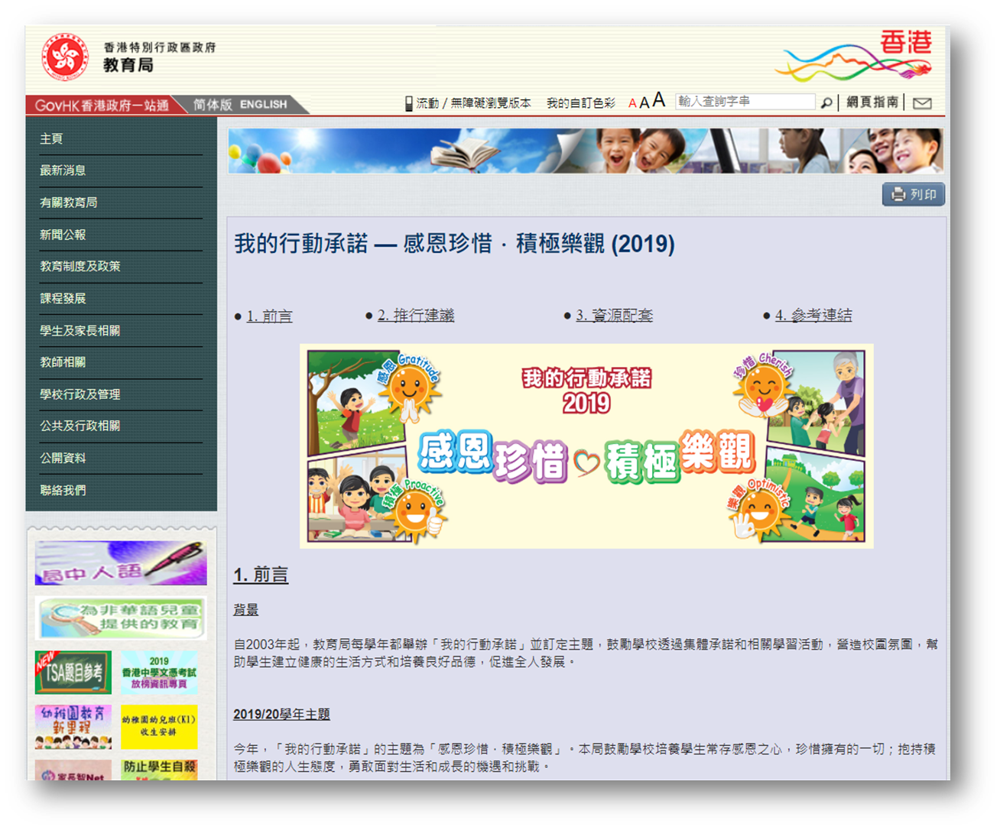 香港特別行政區政府
教育局
香港
GovHK香港政府一站通 简体版 ENGLISH
流動 / 無障礙瀏覽版本 我的自訂色彩 A A A 輸入查詢字串 網頁指南
主頁
最新消息
有關教育局
新聞公報
教育制度及政策
課程發展
學生及家長相關
教師相關
學校行政及管理
公共及行政相關
公開資料
聯絡我們
局中人語
為非華語兒童
提供的教育
NEW
TSA題目參考
2019
香港中學文憑考試
放榜資訊專頁
幼稚園教育
新里程
幼稚園幼兒班(K1)
收生安排
家長智Net
防止學生自殺
列印
我的行動承諾 — 感恩珍惜．積極樂觀 (2019)
● 1. 前言 ● 2. 推行建議 ● 3. 資源配套 ● 4. 參考連結
感恩 Gratitude
我的行動承諾
2019
珍惜 Cherish
感恩珍惜 積極樂觀
積極 Proactive
樂觀 Optimistic
1. 前言
背景
自2003年起，教育局每學年都舉辦「我的行動承諾」並訂定主題，鼓勵學校透過集體承諾和相關學習活動，營造校園氛圍，幫
助學生建立健康的生活方式和培養良好品德，促進全人發展。
2019/20學年主題
今年，「我的行動承諾」的主題為「感恩珍惜．積極樂觀」。本局鼓勵學校培養學生常存感恩之心，珍惜擁有的一切；抱持積
極樂觀的人生態度，勇敢面對生活和成長的機遇和挑戰。